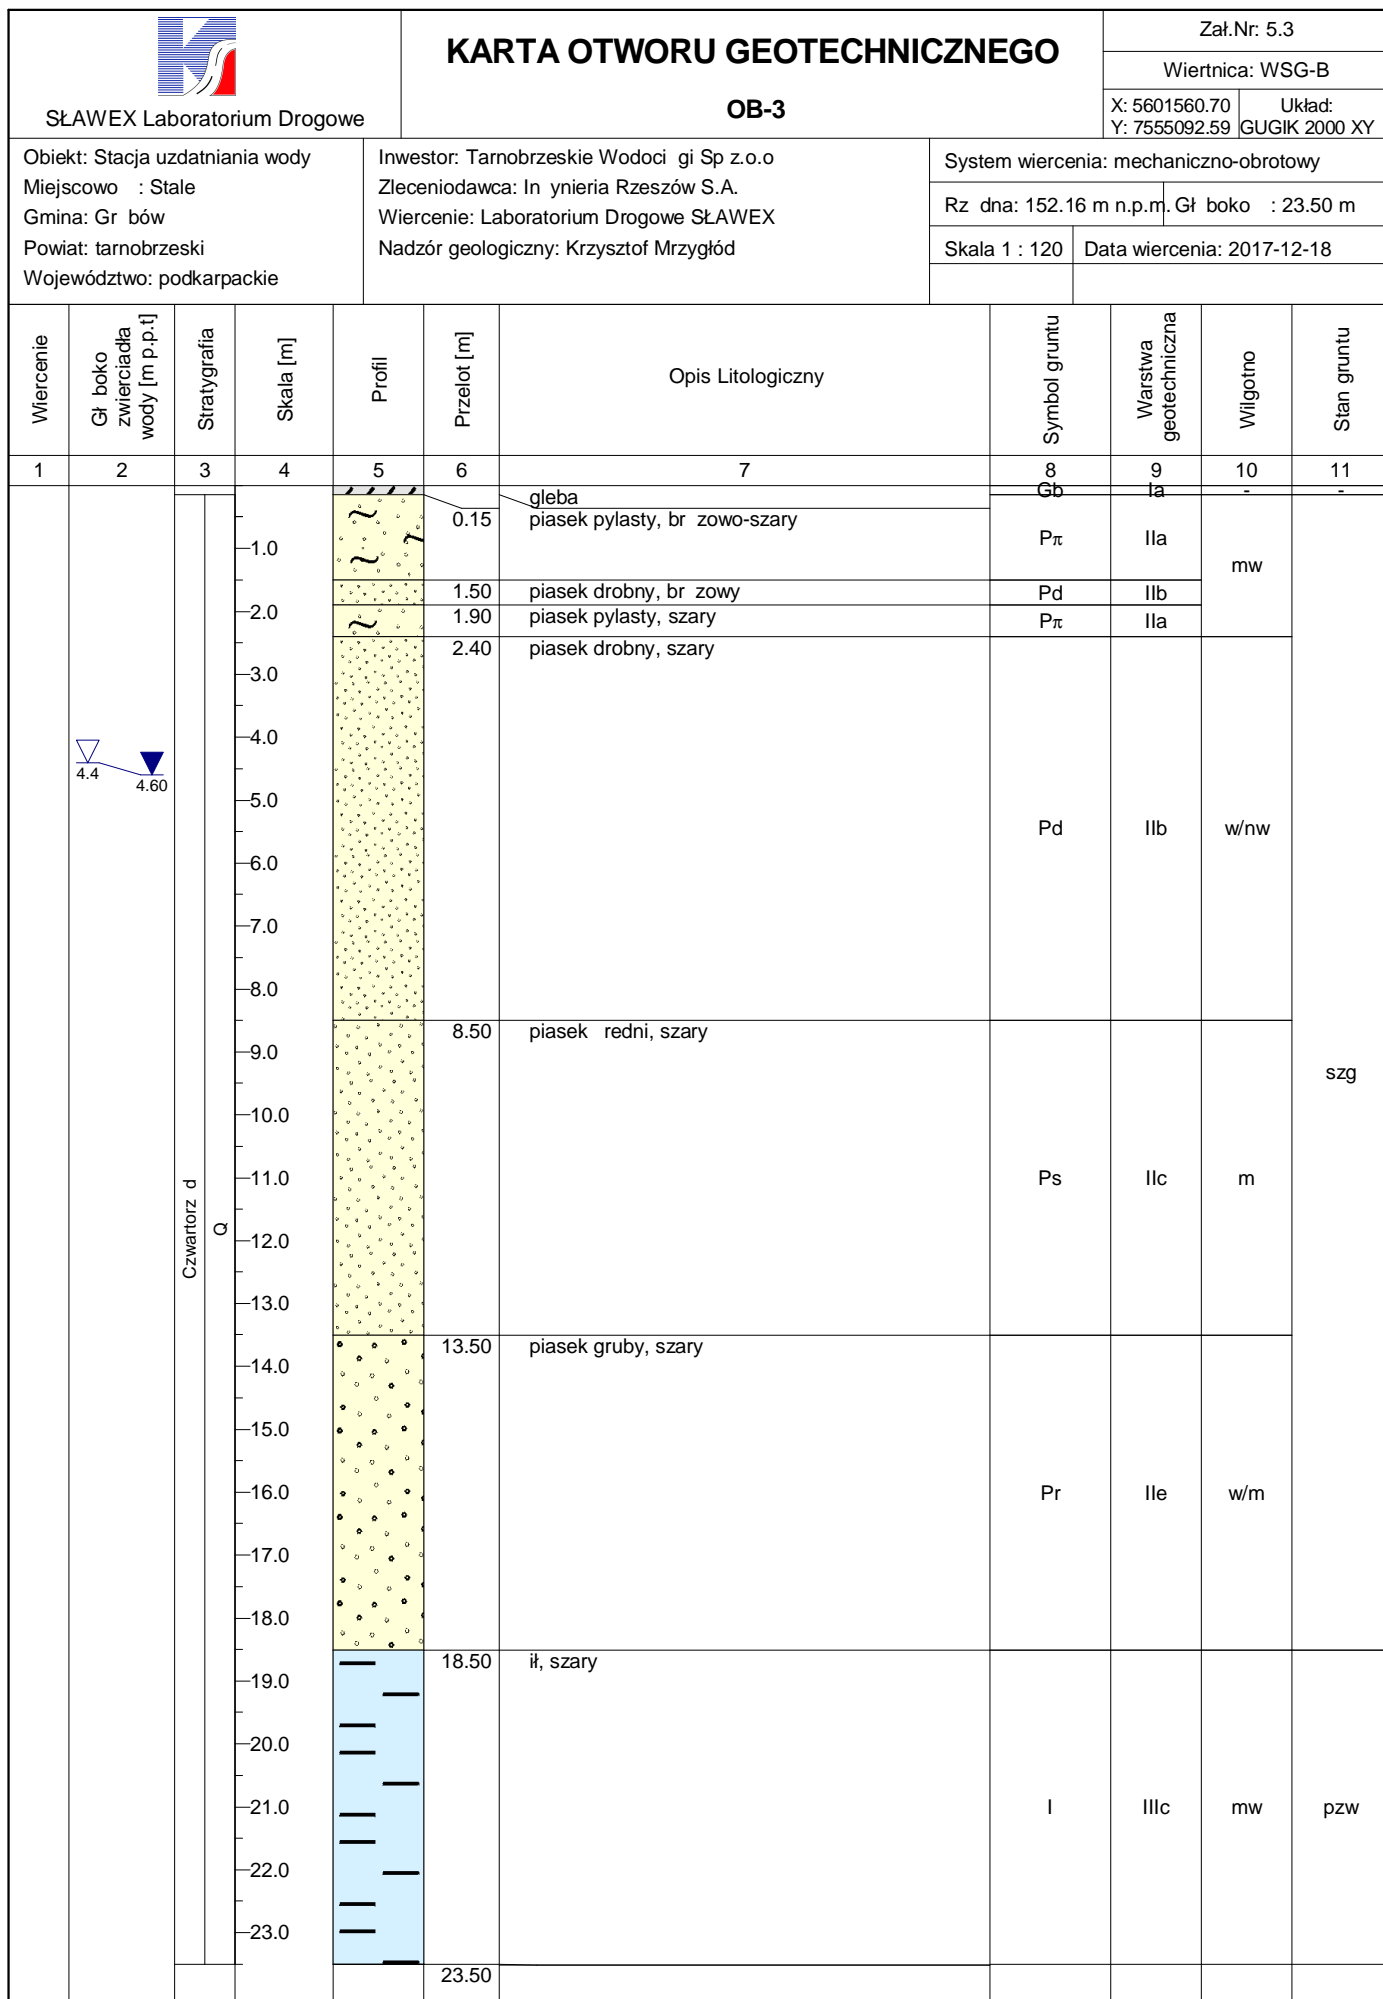 SŁAWEX Laboratorium Drogowe
KARTA OTWORU GEOTECHNICZNEGO
OB-3
Zał.Nr: 5.3
Wiertnica: WSG-B
X: 5601560.70
Y: 7555092.59
Układ:
GUGIK 2000 XY
Obiekt: Stacja uzdatniania wody
Miejscowo : Stale
Gmina: Gr bów
Powiat: tarnobrzeski
Województwo: podkarpackie
Inwestor: Tarnobrzeskie Wodoci gi Sp z.o.o
Zleceniodawca: In ynieria Rzeszów S.A.
Wiercenie: Laboratorium Drogowe SŁAWEX
Nadzór geologiczny: Krzysztof Mrzygłód
System wiercenia: mechaniczno-obrotowy
Rz dna: 152.16 m n.p.m.
Gł boko : 23.50 m
Skala 1 : 120
Data wiercenia: 2017-12-18
Wiercenie
Gł boko
zwierciadła
wody [m p.p.t]
Stratygrafia
Skala [m]
Profil
Przelot [m]
Opis Litologiczny
Symbol gruntu
Warstwa
geotechniczna
Wilgotno
Stan gruntu
1 2 3 4 5 6 7 8 9 10 11
gleba Gb Ia - -
0.15 piasek pylasty, br zowo-szary
1.0 Pπ IIa
mw
1.50 piasek drobny, br zowy Pd IIb
2.0 1.90 piasek pylasty, szary Pπ IIa
2.40 piasek drobny, szary
3.0
4.0
4.4 4.60
5.0
Pd IIb w/nw
6.0
7.0
8.0
8.50 piasek redni, szary
9.0
szg
10.0
11.0 Ps IIc m
Czwartorz d
Q
12.0
13.0
13.50 piasek gruby, szary
14.0
15.0
16.0 Pr IIe w/m
17.0
18.0
18.50 ił, szary
19.0
20.0
21.0 I IIIc mw pzw
22.0
23.0
23.50